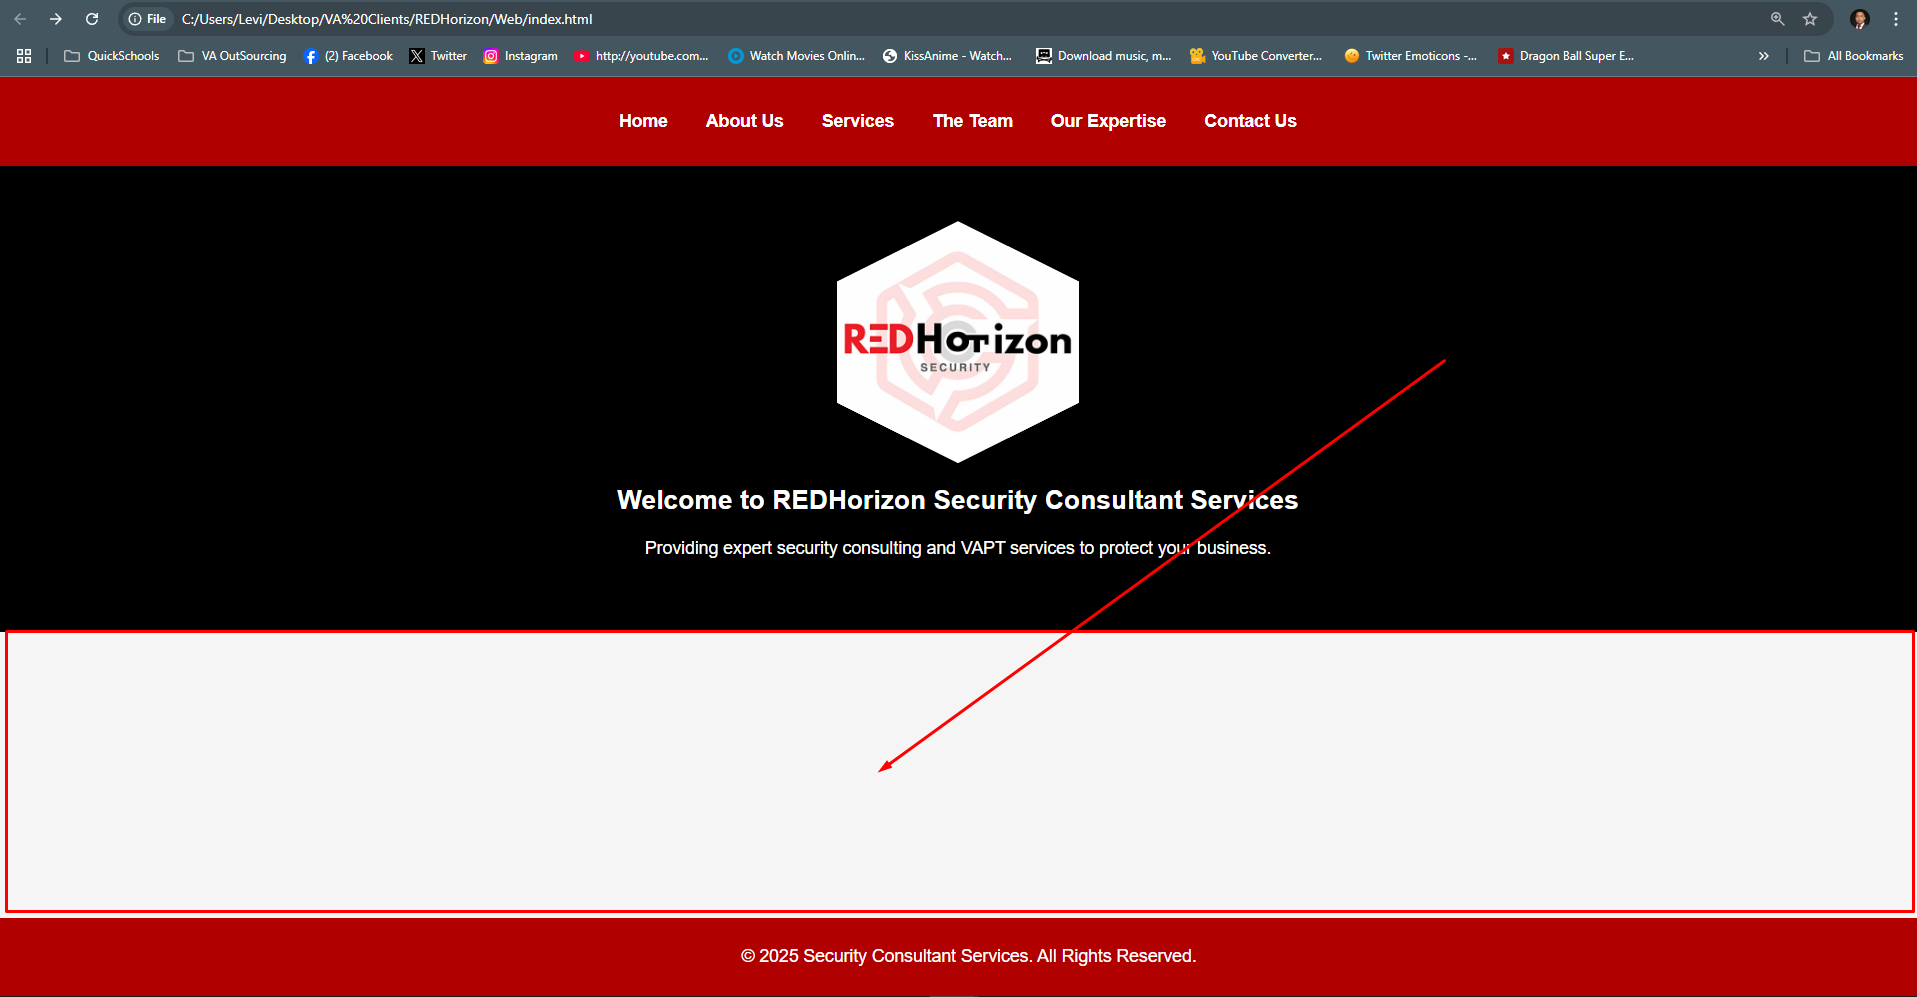 File C:/Users/Levi/Desktop/VA%20Clients/REDHorizon/Web/index.html
QuickSchools VA OutSourcing (2) Facebook Twitter Instagram http://youtube.com... Watch Movies Onlin... KissAnime - Watch... Download music, m... YouTube Converter... Twitter Emoticons -... Dragon Ball Super E... » All Bookmarks
Home About Us Services The Team Our Expertise Contact Us
REDHorizon
SECURITY
Welcome to REDHorizon Security Consultant Services
Providing expert security consulting and VAPT services to protect your business.
© 2025 Security Consultant Services. All Rights Reserved.